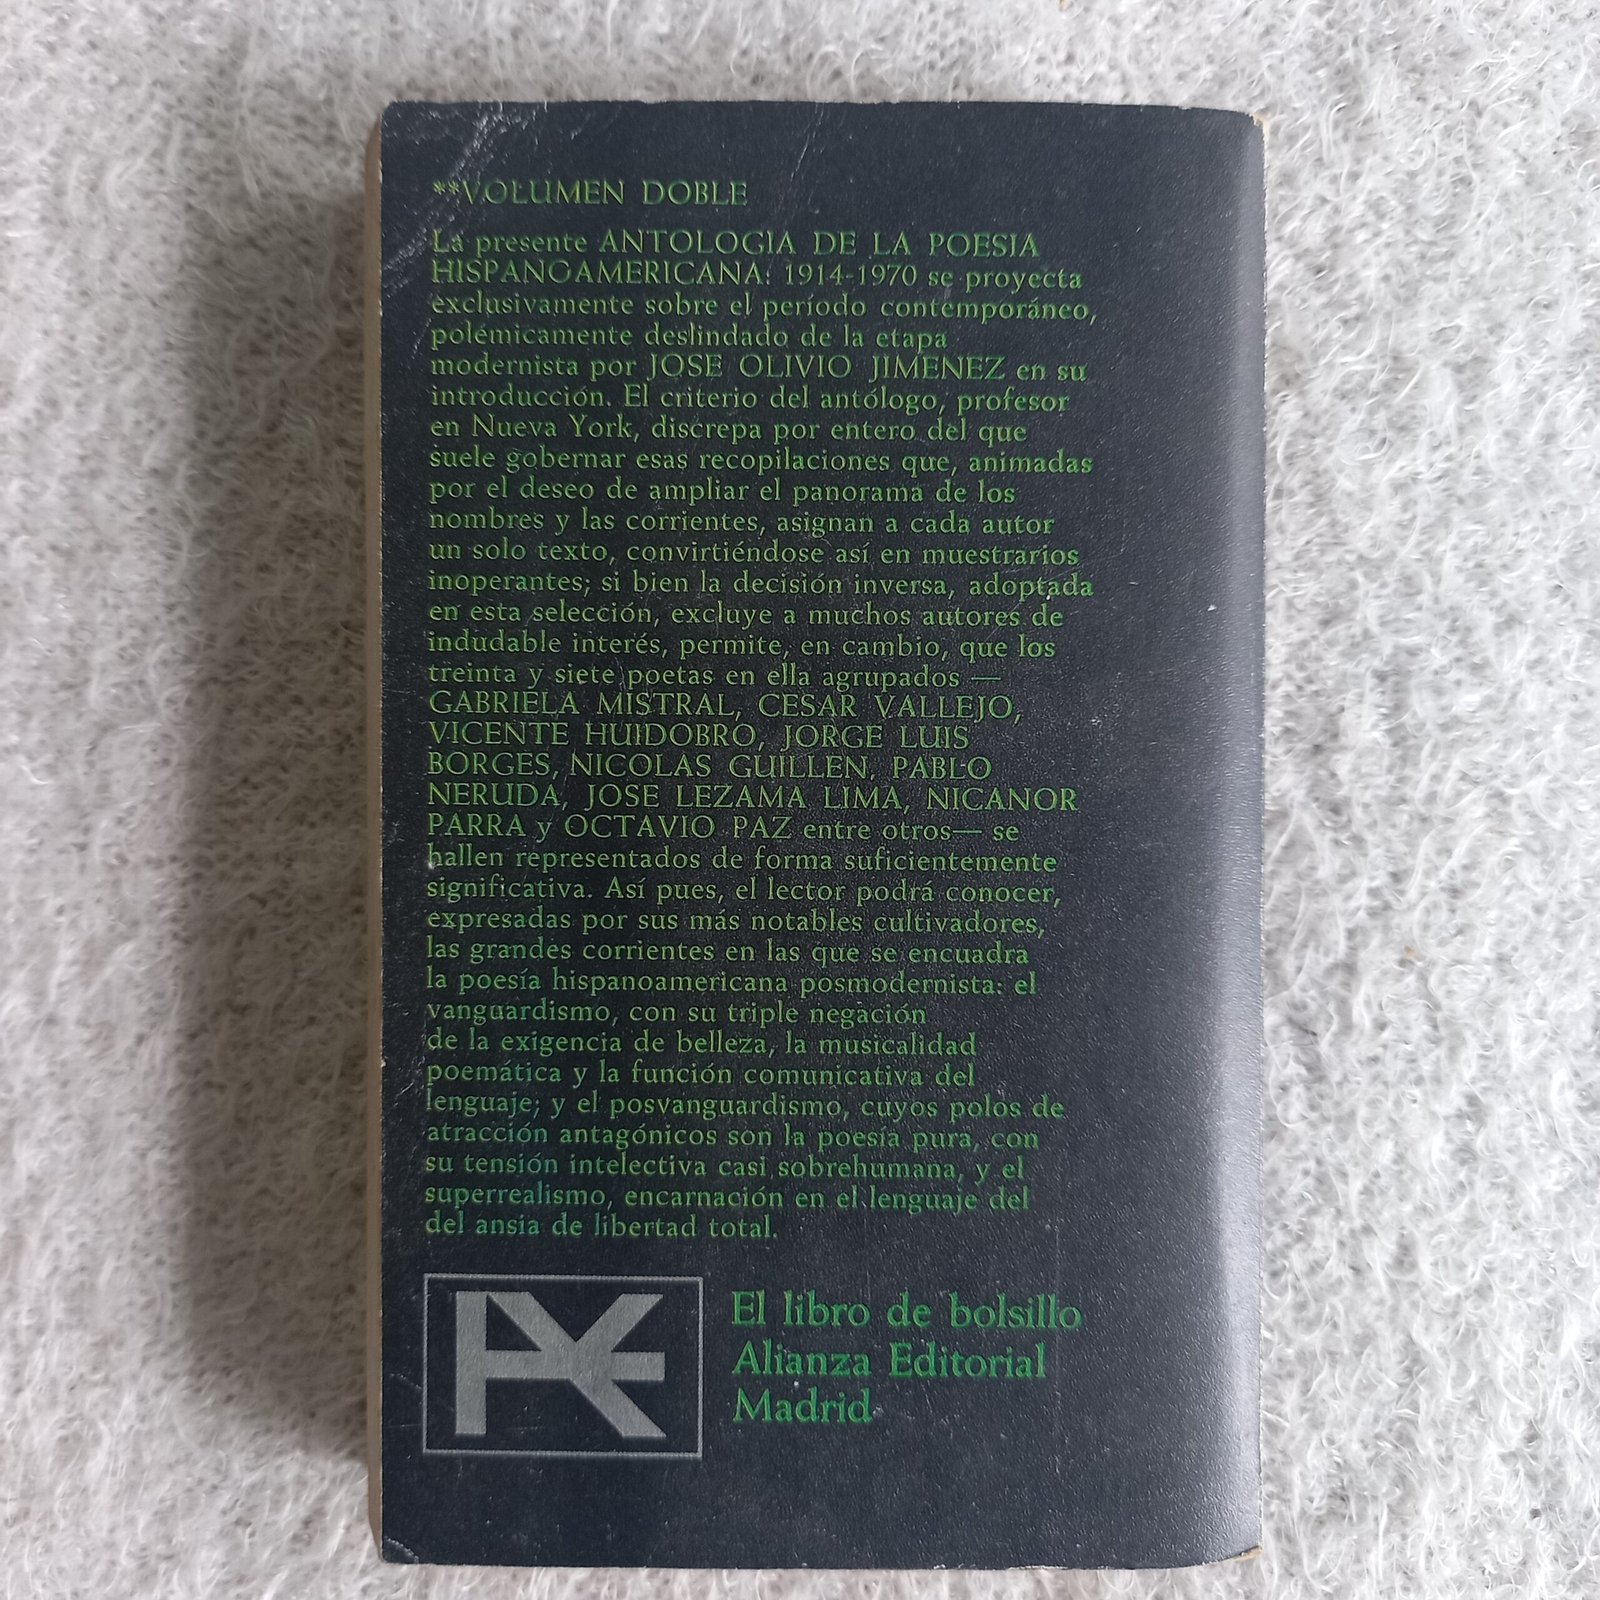 **VOLUMEN DOBLE
La presente ANTOLOGIA DE LA POESIA
HISPANOAMERICANA: 1914-1970 se proyecta
exclusivamente sobre el período contemporáneo,
polémicamente deslindado de la etapa
modernista por JOSE OLIVIO JIMENEZ en su
introducción. El criterio del antólogo, profesor
en Nueva York, discrepa por entero del que
suele gobernar esas recopilaciones que, animadas
por el deseo de ampliar el panorama de los
nombres y las corrientes, asignan a cada autor
un solo texto, convirtiéndose así en muestrarios
inoperantes; si bien la decisión inversa, adoptada
en esta selección, excluye a muchos autores de
indudable interés, permite, en cambio, que los
treinta y siete poetas en ella agrupados —
GABRIELA MISTRAL, CESAR VALLEJO,
VICENTE HUIDOBRO, JORGE LUIS
BORGES, NICOLAS GUILLEN, PABLO
NERUDA, JOSE LEZAMA LIMA, NICANOR
PARRA y OCTAVIO PAZ entre otros— se
hallen representados de forma suficientemente
significativa. Así pues, el lector podrá conocer,
expresadas por sus más notables cultivadores,
las grandes corrientes en las que se encuadra
la poesía hispanoamericana posmodernista: el
vanguardismo, con su triple negación
de la exigencia de belleza, la musicalidad
poemática y la función comunicativa del
lenguaje; y el posvanguardismo, cuyos polos de
atracción antagónicos son la poesía pura, con
su tensión intelectiva casi sobrehumana, y el
superrealismo, encarnación en el lenguaje del
del ansia de libertad total.
El libro de bolsillo
Alianza Editorial
Madrid